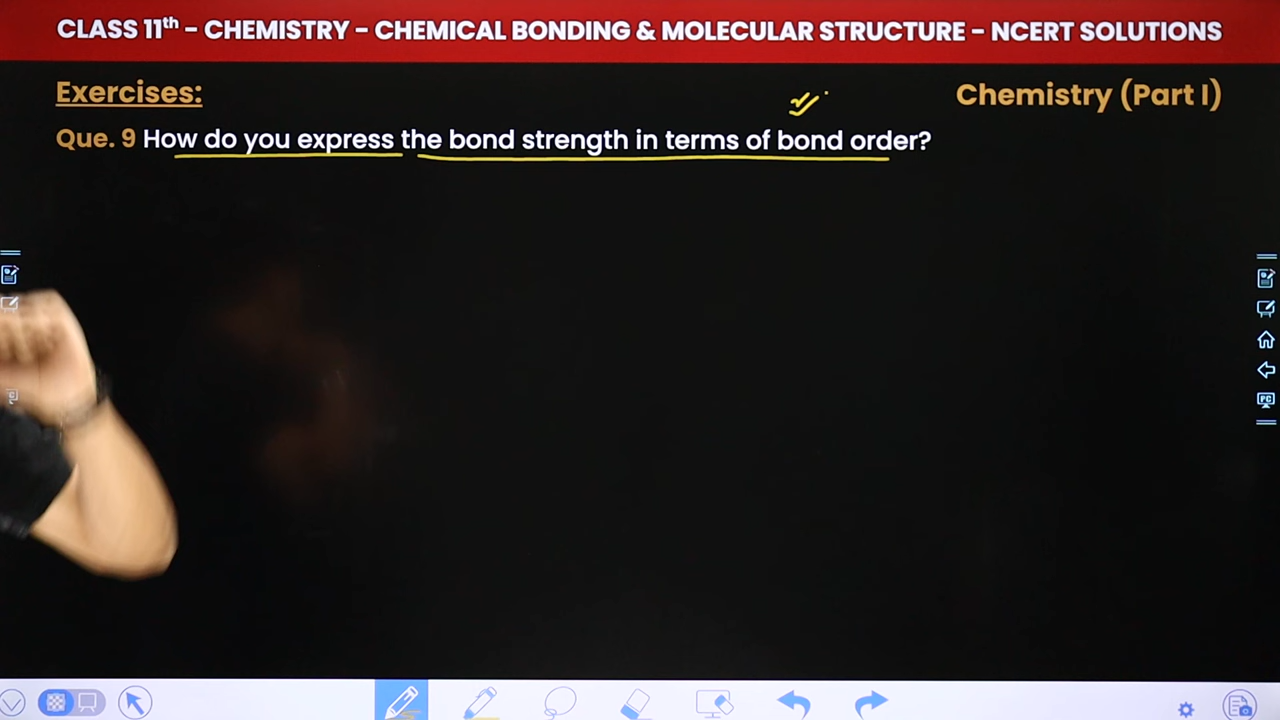 CLASS 11th – CHEMISTRY – CHEMICAL BONDING & MOLECULAR STRUCTURE – NCERT SOLUTIONS
Exercises:
Chemistry (Part I)
Que. 9 How do you express the bond strength in terms of bond order?
PC